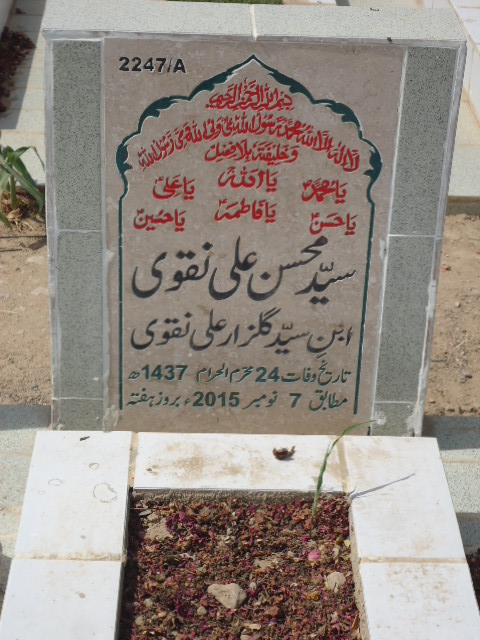 2247/A
بسم اللہ الرحمن الرحیم
لا الہ الا اللہ محمد رسول اللہ علی ولی اللہ وصی رسول اللہ
وخلیفتہ بلا فصل
یا محمدؐ یا اللہ یا علیؑ
یا حسنؑ یا فاطمہؑ یا حسینؑ
سیّد محسن علی نقوی
ابنِ سیّد گلزار علی نقوی
تاریخ وفات 24 محرم الحرام 1437ھ
مطابق 7 نومبر 2015ء بروز ہفتہ